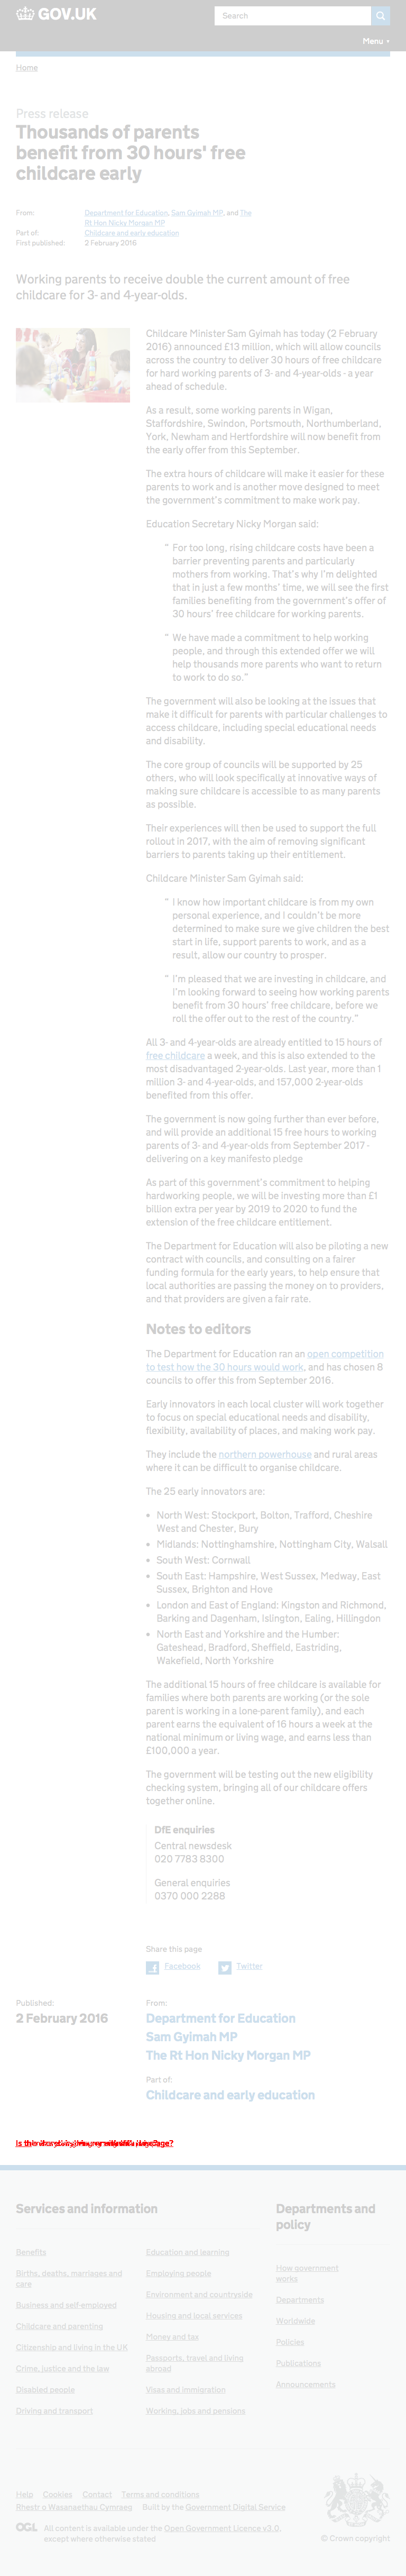 GOV.UK
Search
Menu
Home
Press release
Thousands of parents
benefit from 30 hours' free
childcare early
From: Department for Education, Sam Gyimah MP, and The
Rt Hon Nicky Morgan MP
Part of: Childcare and early education
First published: 2 February 2016
Working parents to receive double the current amount of free
childcare for 3- and 4-year-olds.
Childcare Minister Sam Gyimah has today (2 February
2016) announced £13 million, which will allow councils
across the country to deliver 30 hours of free childcare
for hard working parents of 3- and 4-year-olds - a year
ahead of schedule.
As a result, some working parents in Wigan,
Staffordshire, Swindon, Portsmouth, Northumberland,
York, Newham and Hertfordshire will now benefit from
the early offer from this September.
The extra hours of childcare will make it easier for these
parents to work and is another move designed to meet
the government's commitment to make work pay.
Education Secretary Nicky Morgan said:
“ For too long, rising childcare costs have been a
barrier preventing parents and particularly
mothers from working. That's why I'm delighted
that in just a few months' time, we will see the first
families benefiting from the government's offer of
30 hours' free childcare for working parents.
“ We have made a commitment to help working
people, and through this extended offer we will
help thousands more parents who want to return
to work to do so.”
The government will also be looking at the issues that
make it difficult for parents with particular challenges to
access childcare, including special educational needs
and disability.
The core group of councils will be supported by 25
others, who will look specifically at innovative ways of
making sure childcare is accessible to as many parents
as possible.
Their experiences will then be used to support the full
rollout in 2017, with the aim of removing significant
barriers to parents taking up their entitlement.
Childcare Minister Sam Gyimah said:
“ I know how important childcare is from my own
personal experience, and I couldn't be more
determined to make sure we give children the best
start in life, support parents to work, and as a
result, allow our country to prosper.
“ I'm pleased that we are investing in childcare, and
I'm looking forward to seeing how working parents
benefit from 30 hours' free childcare, before we
roll the offer out to the rest of the country.”
All 3- and 4-year-olds are already entitled to 15 hours of
free childcare a week, and this is also extended to the
most disadvantaged 2-year-olds. Last year, more than 1
million 3- and 4-year-olds, and 157,000 2-year-olds
benefited from this offer.
The government is now going further than ever before,
and will provide an additional 15 free hours to working
parents of 3- and 4-year-olds from September 2017 -
delivering on a key manifesto pledge
As part of this government's commitment to helping
hardworking people, we will be investing more than £1
billion extra per year by 2019 to 2020 to fund the
extension of the free childcare entitlement.
The Department for Education will also be piloting a new
contract with councils, and consulting on a fairer
funding formula for the early years, to help ensure that
local authorities are passing the money on to providers,
and that providers are given a fair rate.
Notes to editors
The Department for Education ran an open competition
to test how the 30 hours would work, and has chosen 8
councils to offer this from September 2016.
Early innovators in each local cluster will work together
to focus on special educational needs and disability,
flexibility, availability of places, and making work pay.
They include the northern powerhouse and rural areas
where it can be difficult to organise childcare.
The 25 early innovators are:
• North West: Stockport, Bolton, Trafford, Cheshire
West and Chester, Bury
• Midlands: Nottinghamshire, Nottingham City, Walsall
• South West: Cornwall
• South East: Hampshire, West Sussex, Medway, East
Sussex, Brighton and Hove
• London and East of England: Kingston and Richmond,
Barking and Dagenham, Islington, Ealing, Hillingdon
• North East and Yorkshire and the Humber:
Gateshead, Bradford, Sheffield, Eastriding,
Wakefield, North Yorkshire
The additional 15 hours of free childcare is available for
families where both parents are working (or the sole
parent is working in a lone-parent family), and each
parent earns the equivalent of 16 hours a week at the
national minimum or living wage, and earns less than
£100,000 a year.
The government will be testing out the new eligibility
checking system, bringing all of our childcare offers
together online.
DfE enquiries
Central newsdesk
020 7783 8300
General enquiries
0370 000 2288
Share this page
Facebook Twitter
Published:
2 February 2016
From:
Department for Education
Sam Gyimah MP
The Rt Hon Nicky Morgan MP
Part of:
Childcare and early education
Services and information
Benefits
Births, deaths, marriages and
care
Business and self-employed
Childcare and parenting
Citizenship and living in the UK
Crime, justice and the law
Disabled people
Driving and transport
Education and learning
Employing people
Environment and countryside
Housing and local services
Money and tax
Passports, travel and living
abroad
Visas and immigration
Working, jobs and pensions
Departments and
policy
How government
works
Departments
Worldwide
Policies
Publications
Announcements
Help Cookies Contact Terms and conditions
Rhestr o Wasanaethau Cymraeg Built by the Government Digital Service
OGL All content is available under the Open Government Licence v3.0,
except where otherwise stated
© Crown copyright